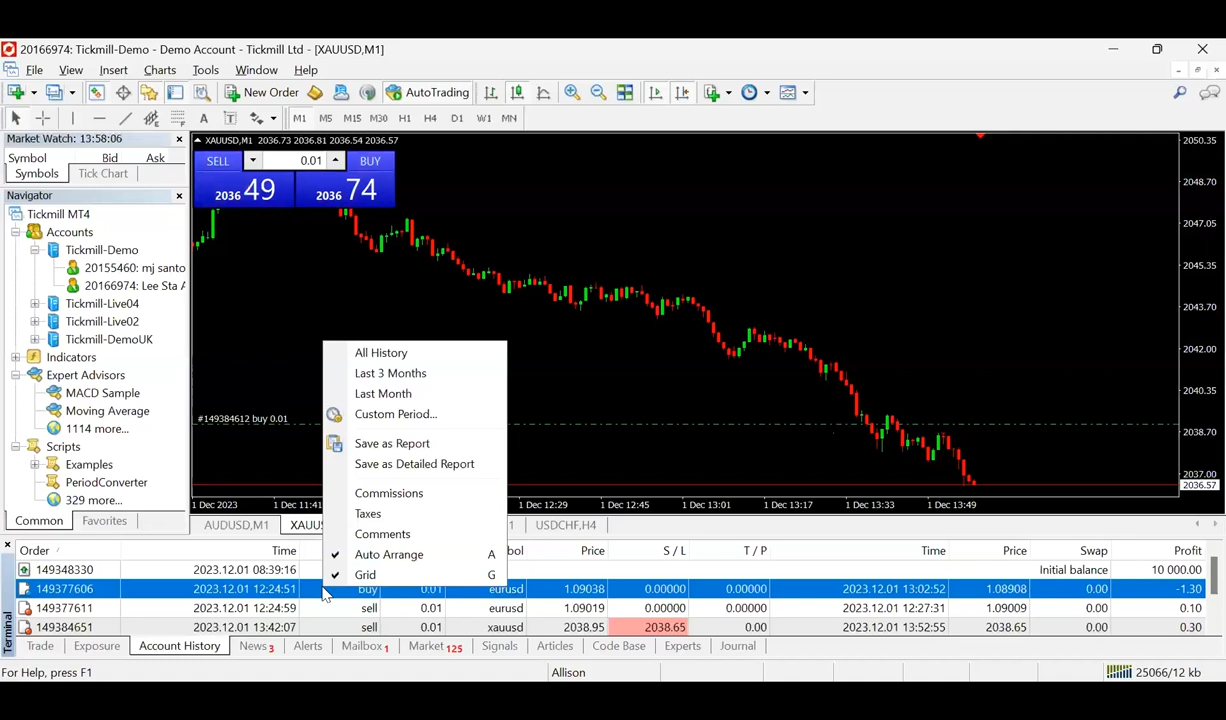 20166974: Tickmill-Demo - Demo Account - Tickmill Ltd - [XAUUSD,M1]
File View Insert Charts Tools Window Help
New Order AutoTrading
A T M1 M5 M15 M30 H1 H4 D1 W1 MN
Market Watch: 13:58:06
Symbol Bid Ask
Symbols Tick Chart
Navigator
Tickmill MT4
Accounts
Tickmill-Demo
20155460: mj santo
20166974: Lee Sta
Tickmill-Live04
Tickmill-Live02
Tickmill-DemoUK
Indicators
Expert Advisors
MACD Sample
Moving Average
1114 more...
Scripts
Examples
PeriodConverter
329 more...
Common Favorites
XAUUSD,M1 2036.73 2036.81 2036.54 2036.57
SELL 0.01 BUY
2036 49 2036 74
#149384612 buy 0.01
2050.35
2048.70
2047.05
2045.35
2043.70
2042.00
2040.35
2038.70
2037.00
2036.57
1 Dec 2023 1 Dec 11:41 1 Dec 12:29 1 Dec 12:45 1 Dec 13:01 1 Dec 13:17 1 Dec 13:33 1 Dec 13:49
AUDUSD,M1 XAUUS 1 USDCHF,H4
All History
Last 3 Months
Last Month
Custom Period...
Save as Report
Save as Detailed Report
Commissions
Taxes
Comments
Auto Arrange A
Grid G
Order / Time bol Price S / L T / P Time Price Swap Profit
149348330 2023.12.01 08:39:16 Initial balance 10 000.00
149377606 2023.12.01 12:24:51 buy 0.01 eurusd 1.09038 0.00000 0.00000 2023.12.01 13:02:52 1.08908 0.00 -1.30
149377611 2023.12.01 12:24:59 sell 0.01 eurusd 1.09019 0.00000 0.00000 2023.12.01 12:27:31 1.09009 0.00 0.10
149384651 2023.12.01 13:42:07 sell 0.01 xauusd 2038.95 2038.65 0.00 2023.12.01 13:52:55 2038.65 0.00 0.30
Terminal
Trade Exposure Account History News 3 Alerts Mailbox 1 Market 125 Signals Articles Code Base Experts Journal
For Help, press F1 Allison 25066/12 kb